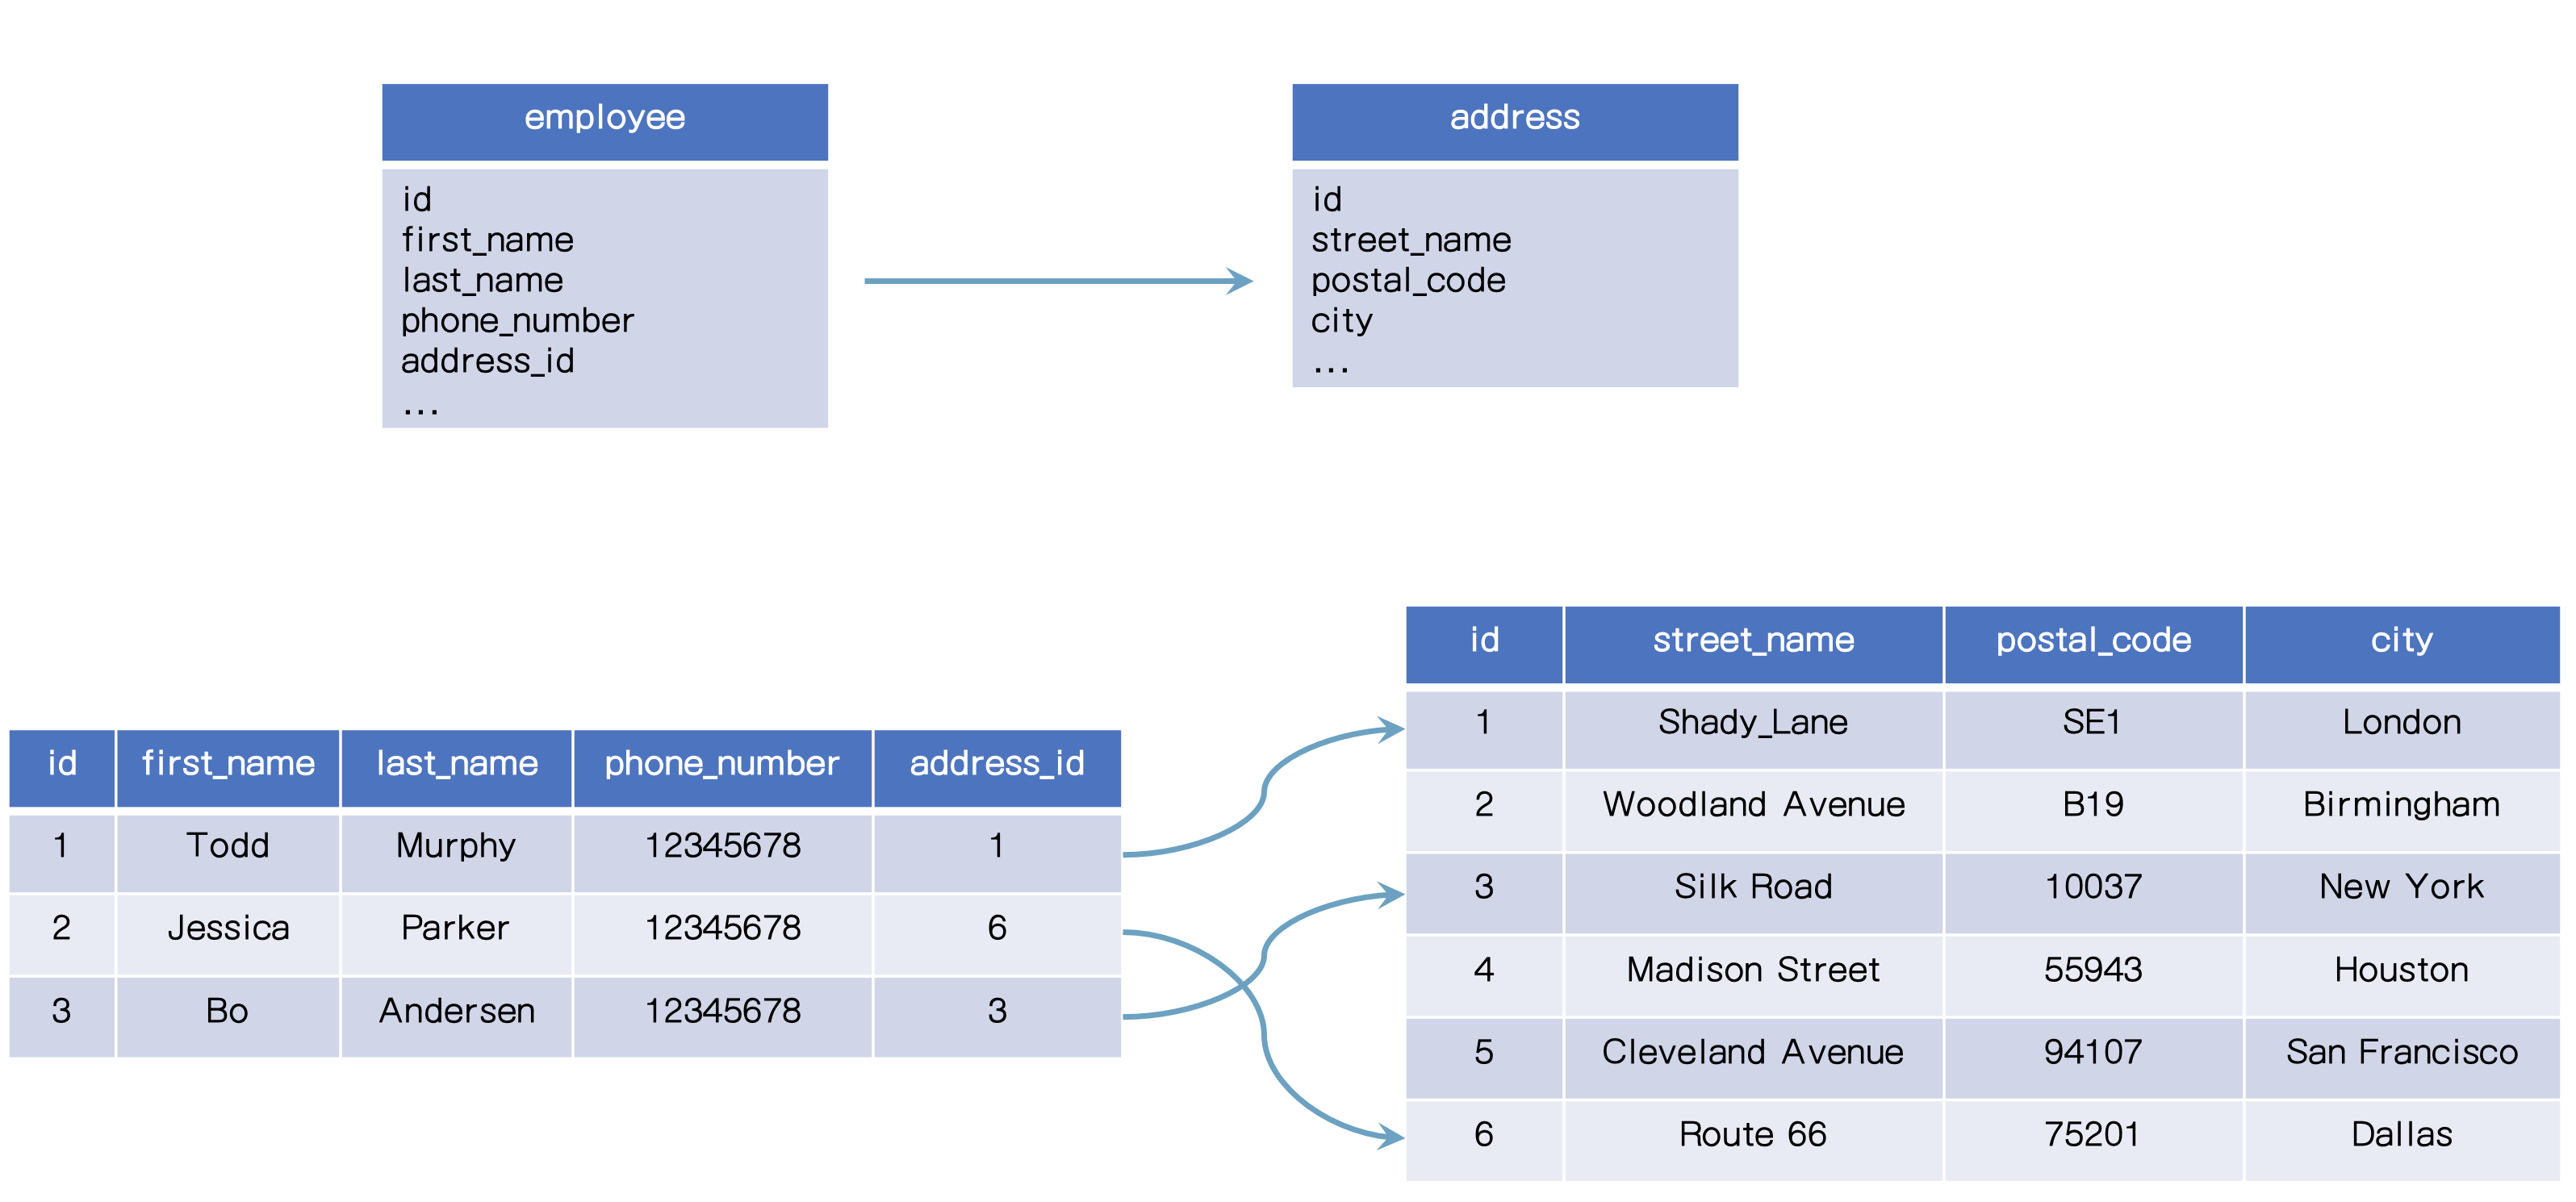 employee
id
first_name
last_name
phone_number
address_id
...
address
id
street_name
postal_code
city
...
id first_name last_name phone_number address_id
1 Todd Murphy 12345678 1
2 Jessica Parker 12345678 6
3 Bo Andersen 12345678 3
id street_name postal_code city
1 Shady_Lane SE1 London
2 Woodland Avenue B19 Birmingham
3 Silk Road 10037 New York
4 Madison Street 55943 Houston
5 Cleveland Avenue 94107 San Francisco
6 Route 66 75201 Dallas